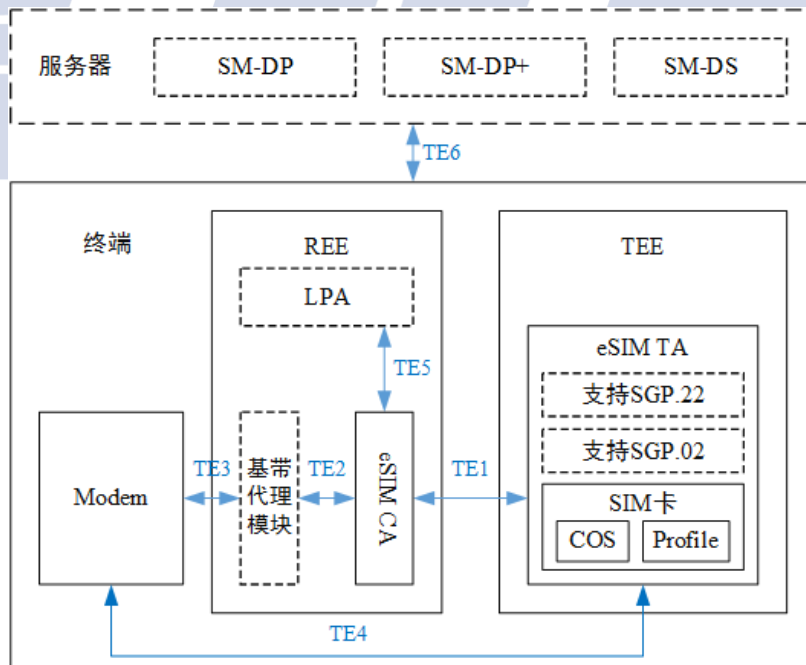 服务器
SM-DP
SM-DP+
SM-DS
TE6
终端
REE
TEE
LPA
eSIM TA
TE5
支持SGP.22
支持SGP.02
Modem
TE3
基带
代理
模块
TE2
eSIM CA
TE1
SIM卡
COS
Profile
TE4